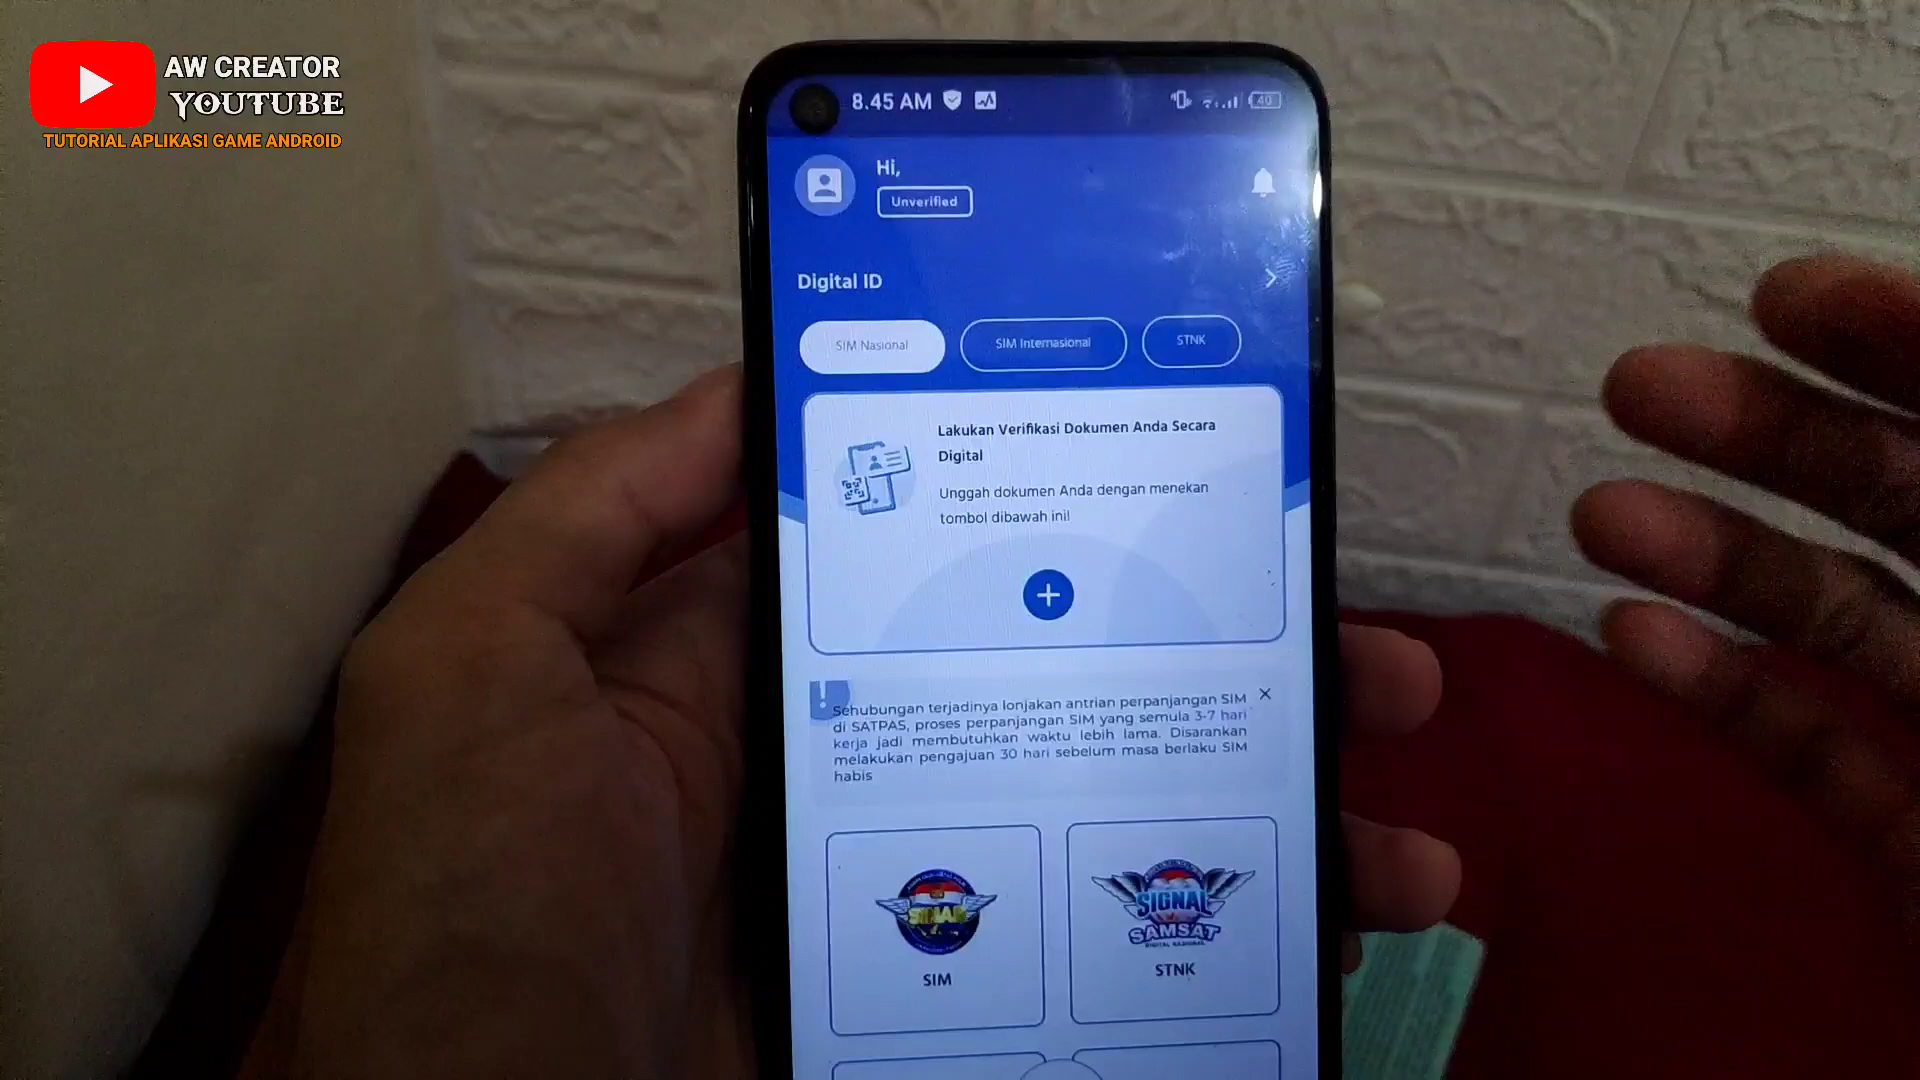 AW CREATOR
YOUTUBE
TUTORIAL APLIKASI GAME ANDROID
8.45 AM
40
Hi,
Unverified
Digital ID
SIM Nasional
SIM Internasional
STNK
Lakukan Verifikasi Dokumen Anda Secara
Digital
Unggah dokumen Anda dengan menekan
tombol dibawah ini!
Sehubungan terjadinya lonjakan antrian perpanjangan SIM
di SATPAS, proses perpanjangan SIM yang semula 3-7 hari
kerja jadi membutuhkan waktu lebih lama. Disarankan
melakukan pengajuan 30 hari sebelum masa berlaku SIM
habis
SINAR
SIM
SIGNAL
SAMSAT
DIGITAL NASIONAL
STNK